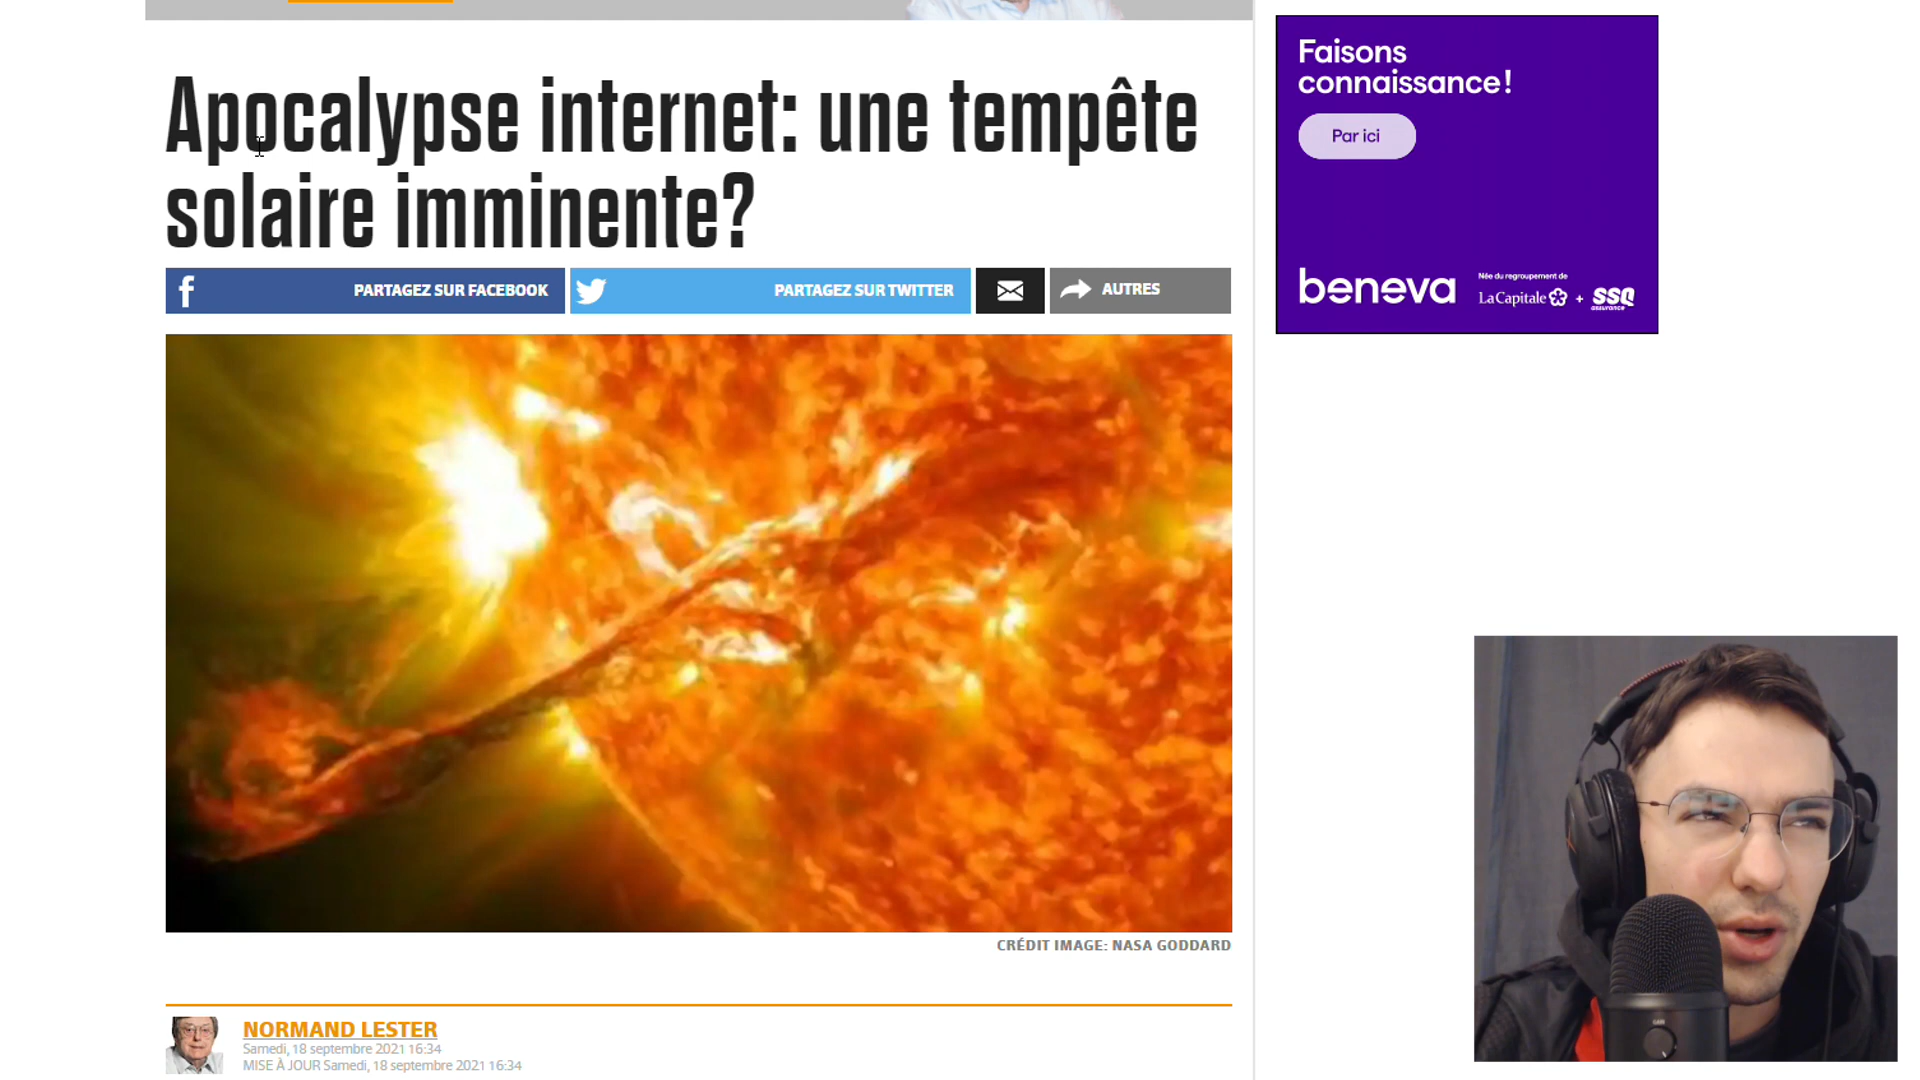 Apocalypse internet: une tempête
solaire imminente?
PARTAGEZ SUR FACEBOOK
PARTAGEZ SUR TWITTER
AUTRES
CRÉDIT IMAGE: NASA GODDARD
NORMAND LESTER
Samedi, 18 septembre 2021 16:34
MISE À JOUR Samedi, 18 septembre 2021 16:34
Faisons
connaissance!
Par ici
beneva
Née du regroupement de
La Capitale + SSQ
assurance